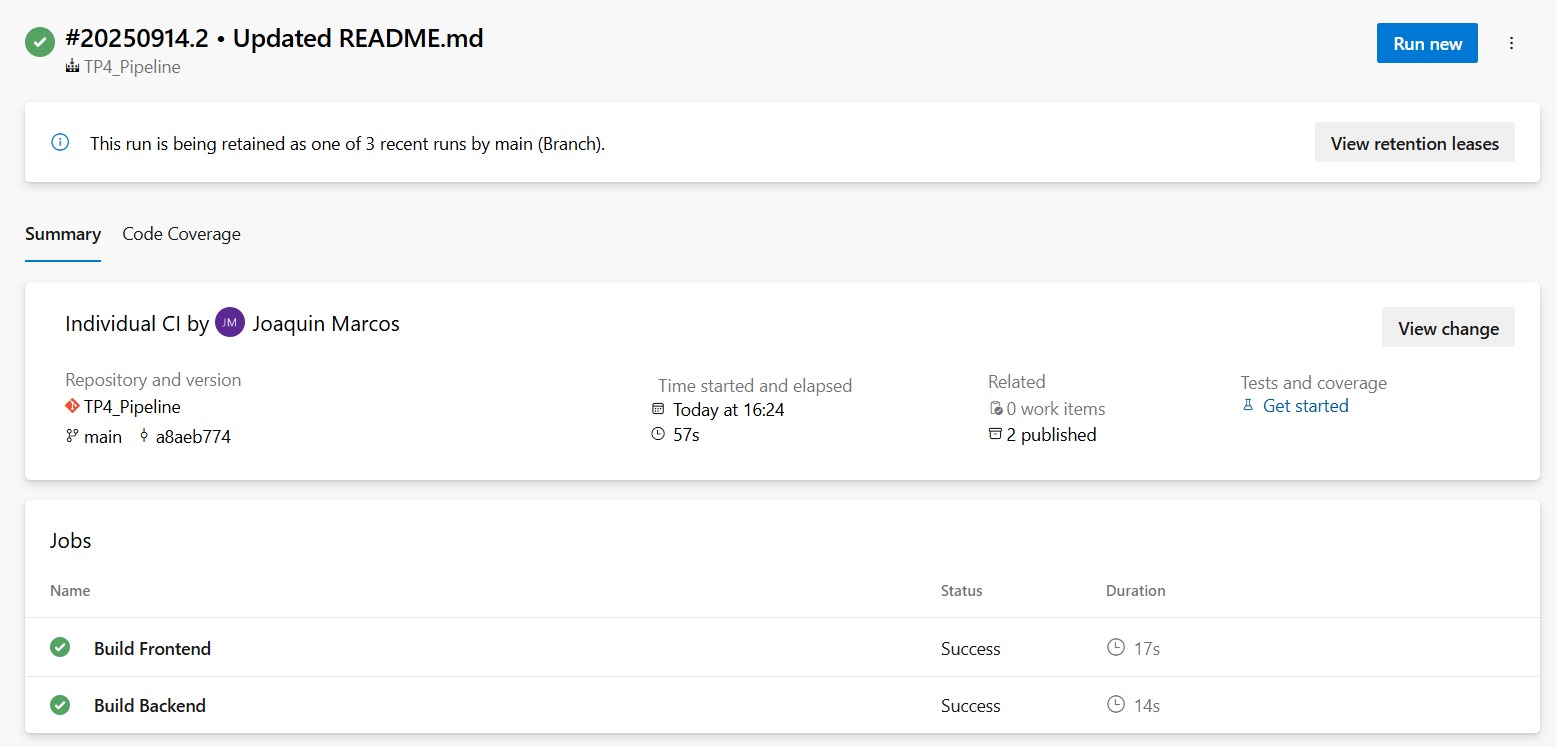 #20250914.2 • Updated README.md
TP4_Pipeline
Run new
This run is being retained as one of 3 recent runs by main (Branch).
View retention leases
Summary Code Coverage
Individual CI by JM Joaquin Marcos
View change
Repository and version
TP4_Pipeline
main a8aeb774
Time started and elapsed
Today at 16:24
57s
Related
0 work items
2 published
Tests and coverage
Get started
Jobs
Name Status Duration
Build Frontend Success 17s
Build Backend Success 14s